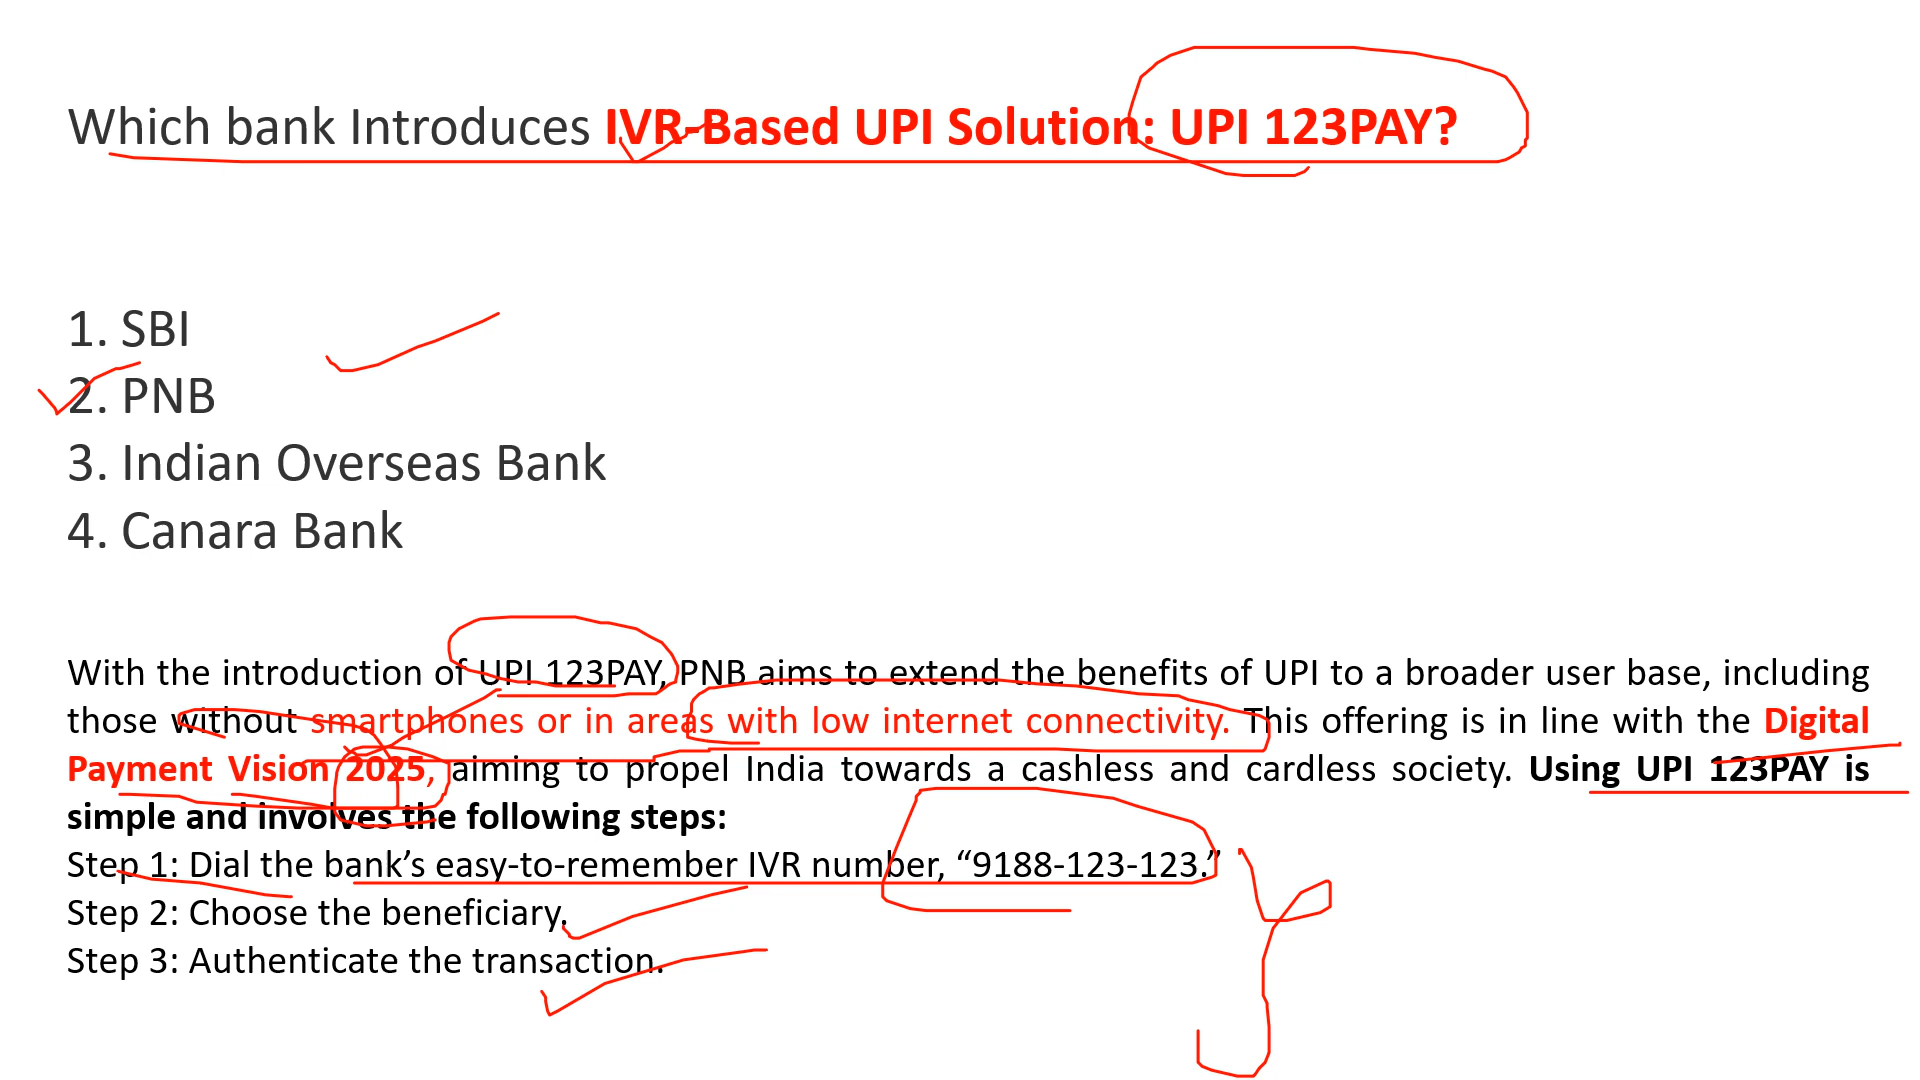 Which bank Introduces IVR-Based UPI Solution: UPI 123PAY?
1. SBI
2. PNB
3. Indian Overseas Bank
4. Canara Bank
With the introduction of UPI 123PAY, PNB aims to extend the benefits of UPI to a broader user base, including
those without smartphones or in areas with low internet connectivity. This offering is in line with the Digital
Payment Vision 2025, aiming to propel India towards a cashless and cardless society. Using UPI 123PAY is
simple and involves the following steps:
Step 1: Dial the bank’s easy-to-remember IVR number, “9188-123-123.”
Step 2: Choose the beneficiary.
Step 3: Authenticate the transaction.